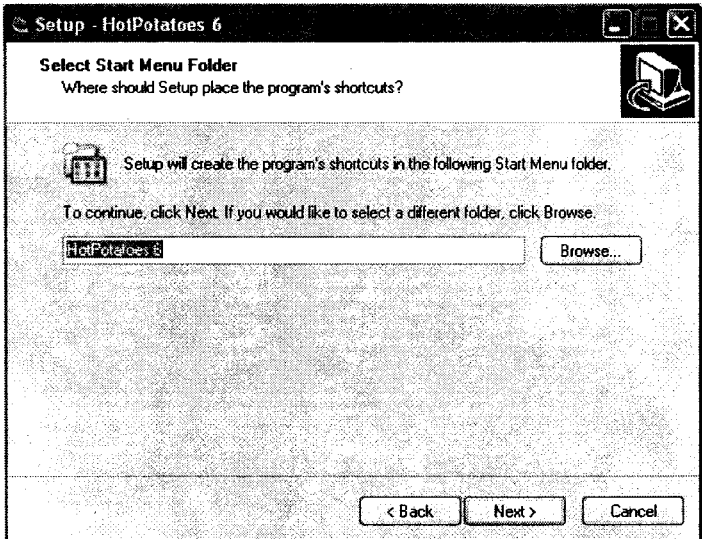 Setup - HotPotatoes 6
Select Start Menu Folder
Where should Setup place the program's shortcuts?
Setup will create the program's shortcuts in the following Start Menu folder.
To continue, click Next. If you would like to select a different folder, click Browse.
HotPotatoes 6
Browse...
< Back
Next >
Cancel